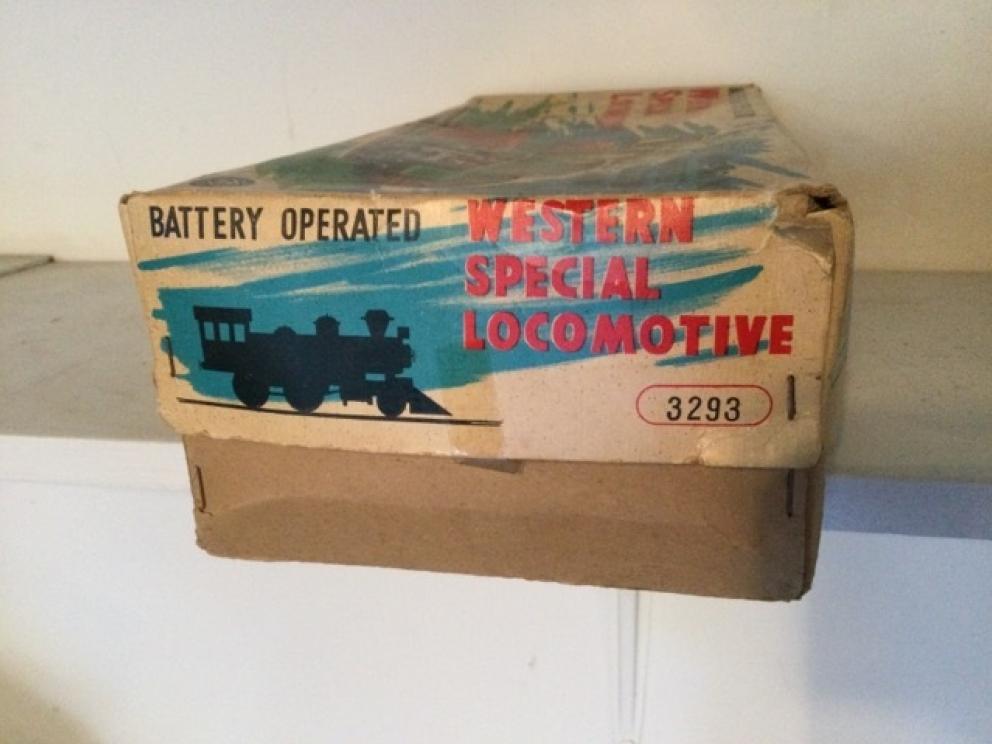 BATTERY OPERATED
WESTERN
SPECIAL
LOCOMOTIVE
3293